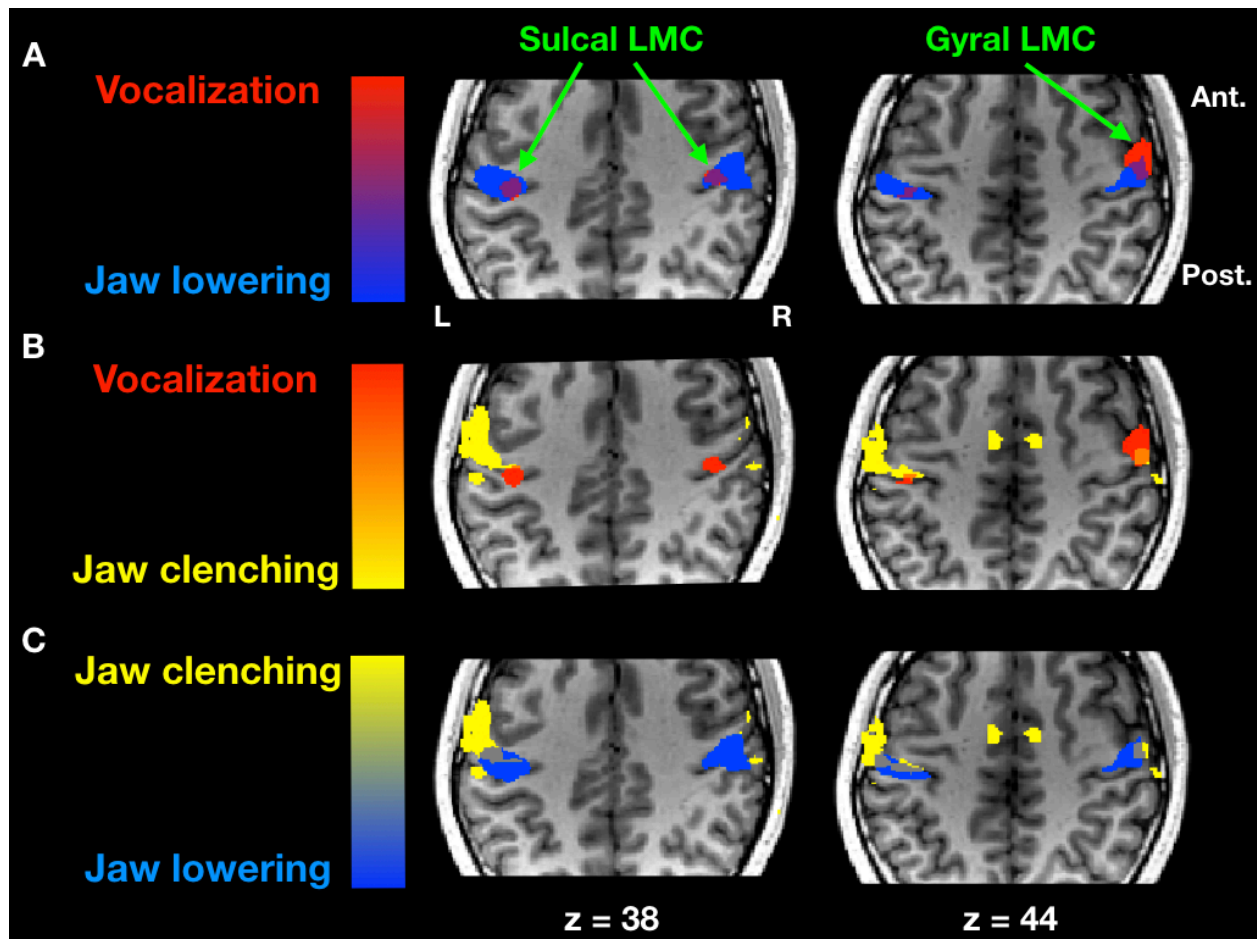 A
Sulcal LMC
Gyral LMC
Vocalization
Ant.
Jaw lowering
Post.
L
R
B
Vocalization
Jaw clenching
C
Jaw clenching
Jaw lowering
z = 38
z = 44